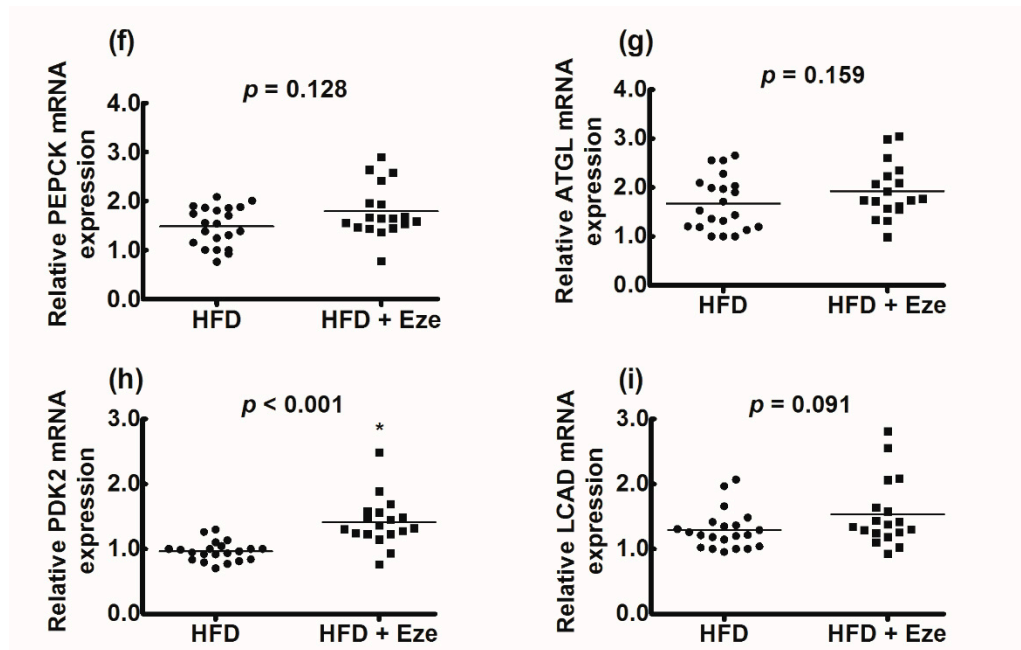 (f)
p = 0.128
Relative PEPCK mRNA
expression
4.0
3.0
2.0
1.0
0.0
HFD
HFD + Eze
(g)
p = 0.159
Relative ATGL mRNA
expression
4.0
3.0
2.0
1.0
0.0
HFD
HFD + Eze
(h)
p < 0.001
*
Relative PDK2 mRNA
expression
3.0
2.0
1.0
0.0
HFD
HFD + Eze
(i)
p = 0.091
Relative LCAD mRNA
expression
3.0
2.0
1.0
0.0
HFD
HFD + Eze